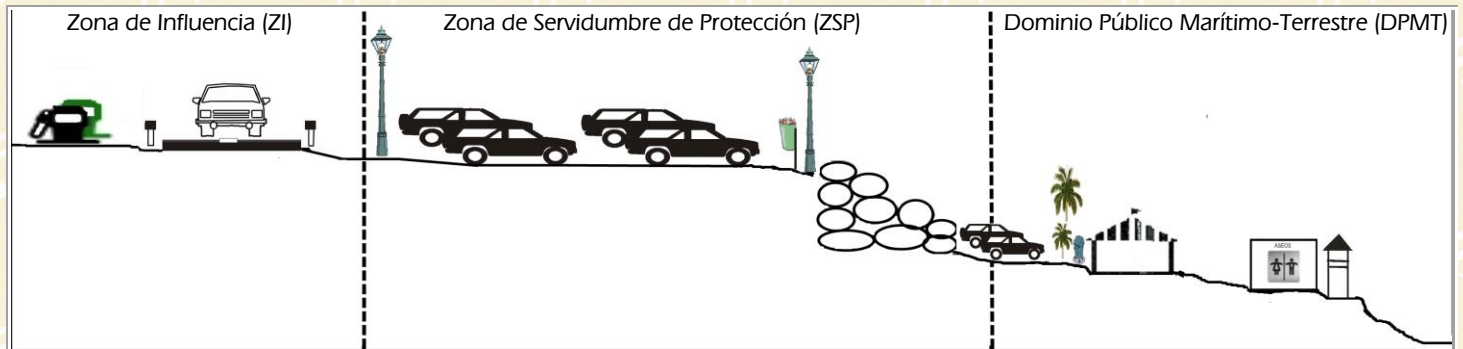 Zona de Influencia (ZI)
Zona de Servidumbre de Protección (ZSP)
Dominio Público Marítimo-Terrestre (DPMT)
ASEOS